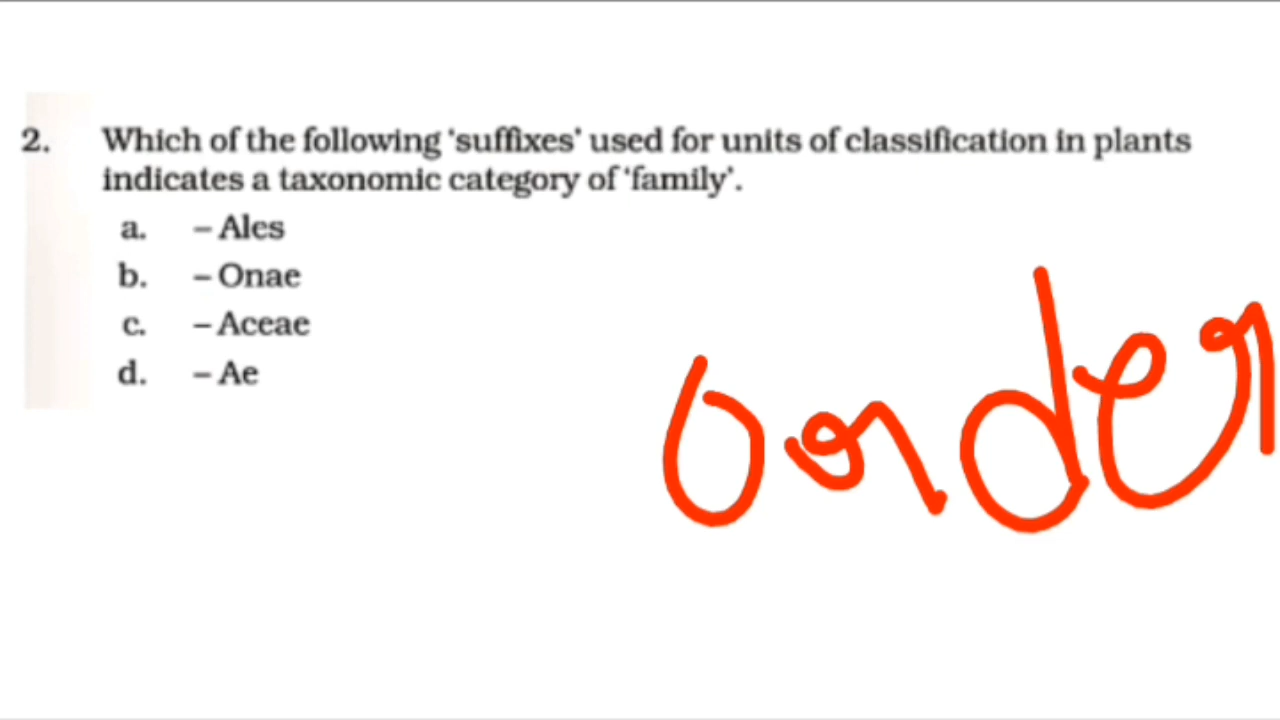 2. Which of the following 'suffixes' used for units of classification in plants
indicates a taxonomic category of 'family'.
a. – Ales
b. – Onae
c. – Aceae
d. – Ae
order